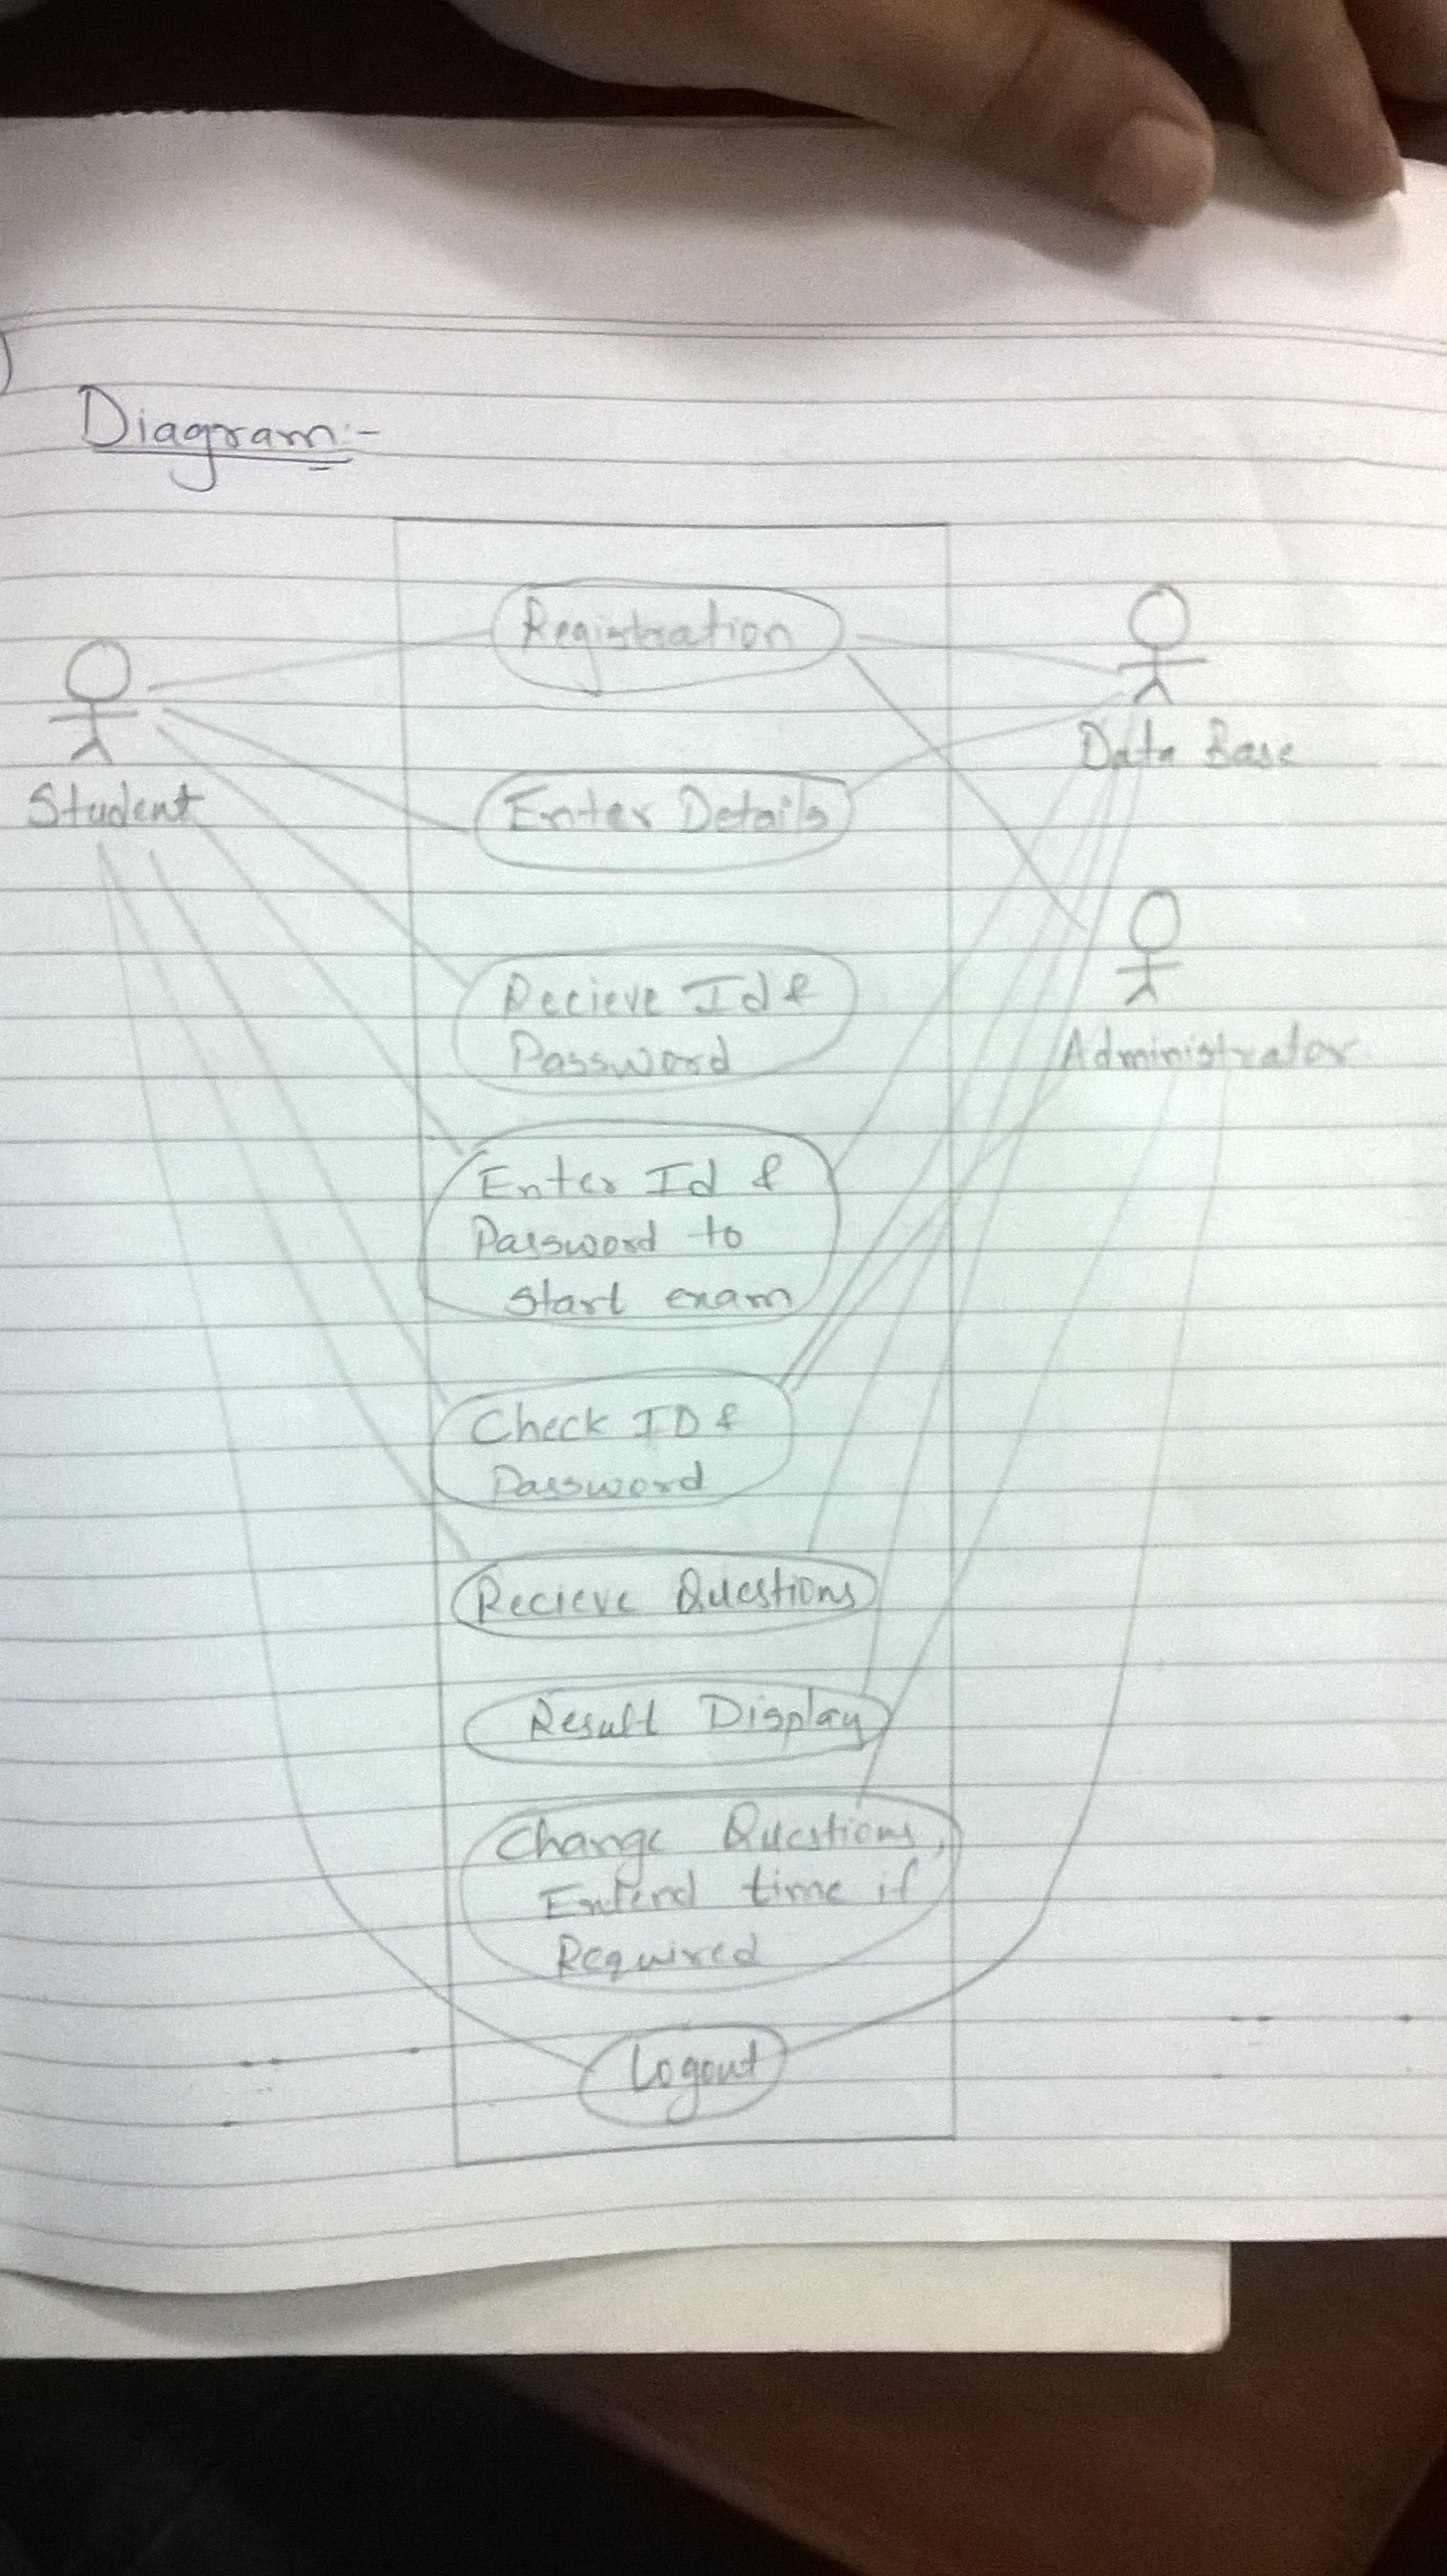 Diagram:-
Registration
Data Base
Student
Enter Details
Recieve Id &
Password
Administrator
Enter Id &
Password to
start exam
Check ID &
Password
Recieve Questions
Result Display
Change Questions,
Extend time if
Required
Logout